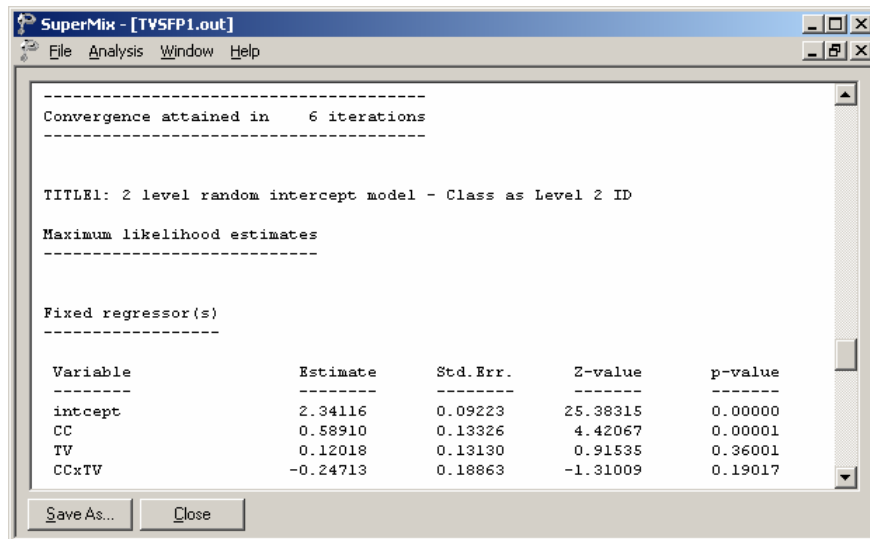 SuperMix - [TVSFP1.out]
File Analysis Window Help
---------------------------------------
Convergence attained in    6 iterations
---------------------------------------
TITLE1: 2 level random intercept model - Class as Level 2 ID
Maximum likelihood estimates
----------------------------
Fixed regressor(s)
------------------
Variable Estimate Std.Err. Z-value p-value
-------- -------- -------- ------- -------
intcept 2.34116 0.09223 25.38315 0.00000
CC 0.58910 0.13326 4.42067 0.00001
TV 0.12018 0.13130 0.91535 0.36001
CCxTV -0.24713 0.18863 -1.31009 0.19017
Save As... Close